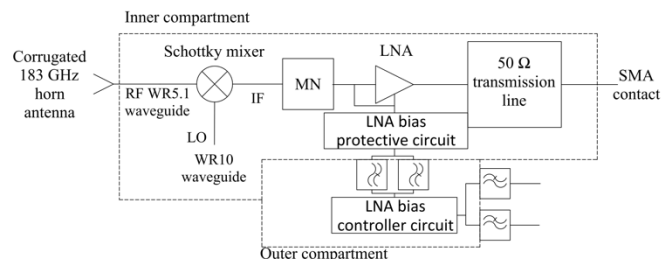 Inner compartment
Corrugated
183 GHz
horn
antenna
Schottky mixer
RF WR5.1
waveguide
IF
LO
WR10
waveguide
MN
LNA
50 Ω
transmission
line
SMA
contact
LNA bias
protective circuit
LNA bias
controller circuit
Outer compartment